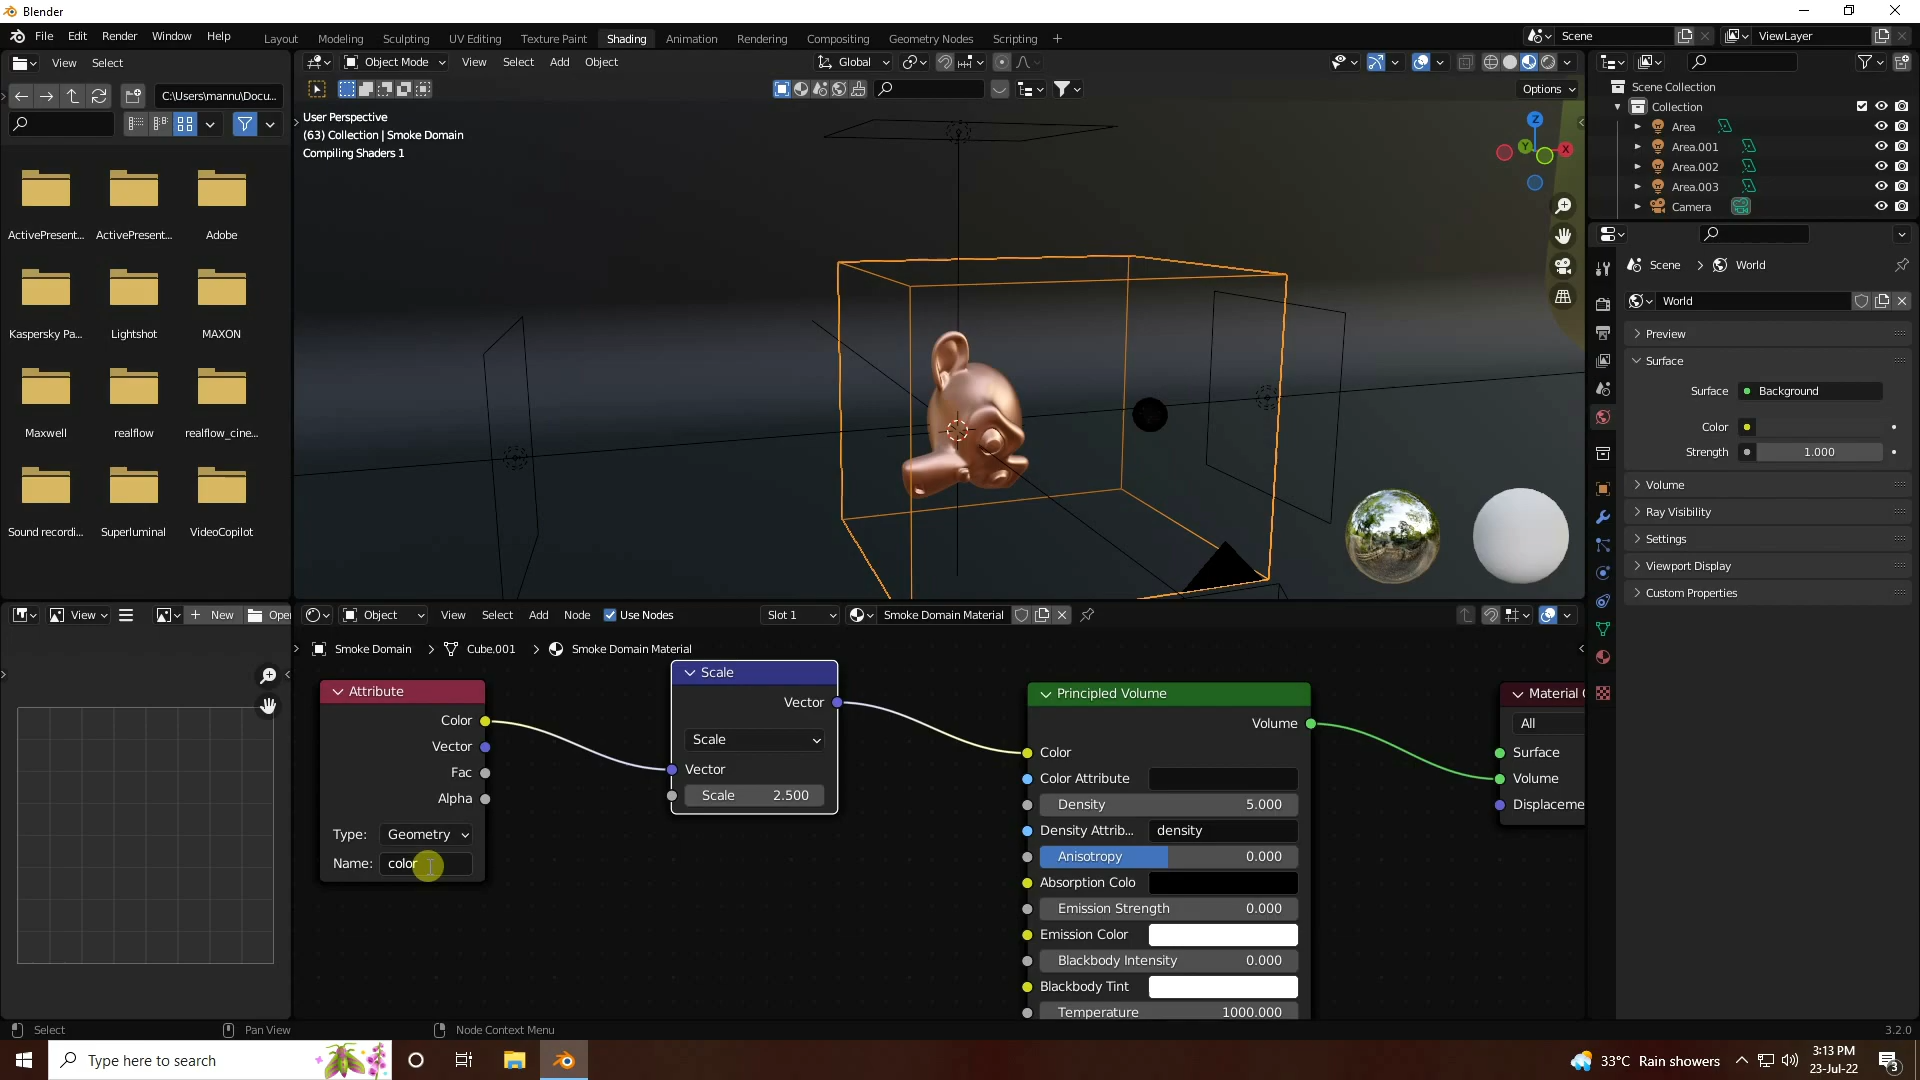 Blender
File Edit Render Window Help
Layout Modeling Sculpting UV Editing Texture Paint Shading Animation Rendering Compositing Geometry Nodes Scripting +
Scene
ViewLayer
View Select
Object Mode View Select Add Object
Global
C:\Users\mannu\Docu...
Options
User Perspective
(63) Collection | Smoke Domain
Compiling Shaders 1
Z
Y
X
ActivePresent... ActivePresent... Adobe
Kaspersky Pa... Lightshot MAXON
Maxwell realflow realflow_cine...
Sound recordi... Superluminal VideoCopilot
Scene Collection
Collection
Area
Area.001
Area.002
Area.003
Camera
Scene > World
World
Preview
Surface
Surface Background
Color
Strength 1.000
Volume
Ray Visibility
Settings
Viewport Display
Custom Properties
View + New Ope
Object View Select Add Node Use Nodes Slot 1 Smoke Domain Material
Smoke Domain > Cube.001 > Smoke Domain Material
Attribute
Color
Vector
Fac
Alpha
Type: Geometry
Name: color
Scale
Vector
Scale
Vector
Scale 2.500
Principled Volume
Volume
Color
Color Attribute
Density 5.000
Density Attrib... density
Anisotropy 0.000
Absorption Colo
Emission Strength 0.000
Emission Color
Blackbody Intensity 0.000
Blackbody Tint
Temperature 1000.000
Material
All
Surface
Volume
Displaceme
Select Pan View Node Context Menu 3.2.0
Type here to search
33°C Rain showers
3:13 PM
23-Jul-22
3